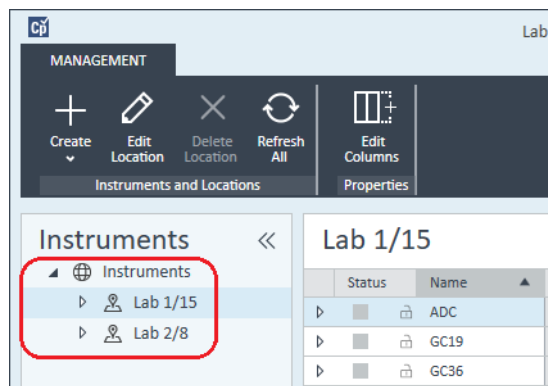 Cp
Lab
MANAGEMENT
Create
Edit
Location
Delete
Location
Refresh
All
Edit
Columns
Instruments and Locations
Properties
Instruments
Instruments
Lab 1/15
Lab 2/8
Lab 1/15
Status
Name
ADC
GC19
GC36